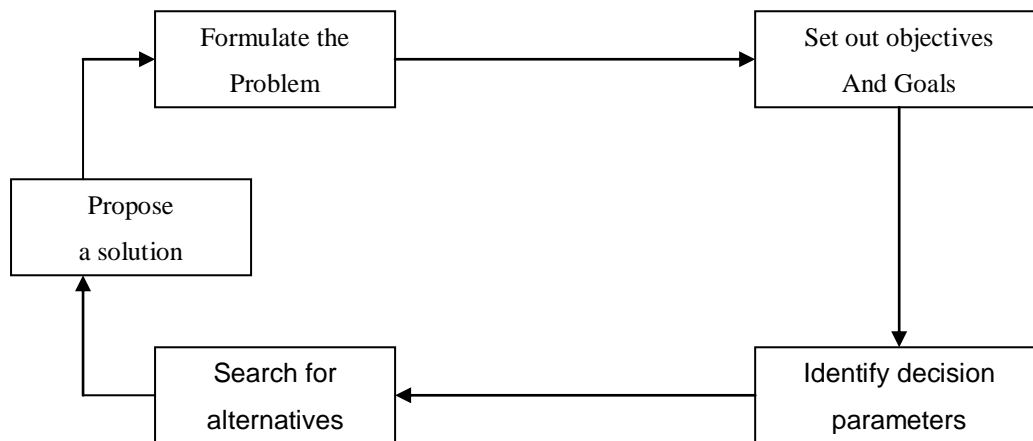 Formulate the
Problem
Set out objectives
And Goals
Propose
a solution
Search for
alternatives
Identify decision
parameters